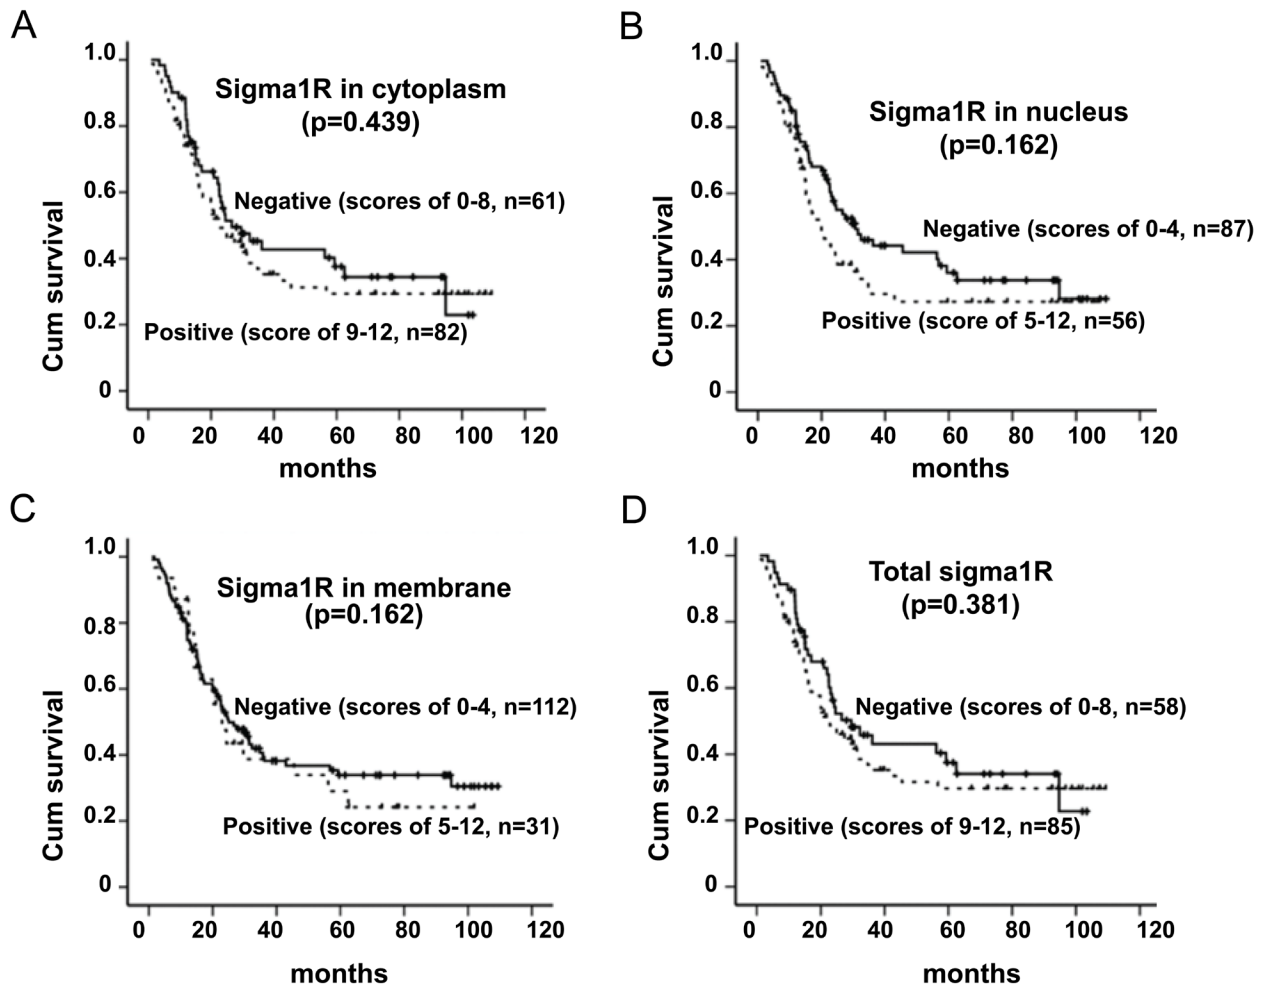 A
Sigma1R in cytoplasm
(p=0.439)
Negative (scores of 0-8, n=61)
Positive (score of 9-12, n=82)
Cum survival
1.0
0.8
0.6
0.4
0.2
0
0 20 40 60 80 100 120
months
B
Sigma1R in nucleus
(p=0.162)
Negative (scores of 0-4, n=87)
Positive (score of 5-12, n=56)
Cum survival
1.0
0.8
0.6
0.4
0.2
0
0 20 40 60 80 100 120
months
C
Sigma1R in membrane
(p=0.162)
Negative (scores of 0-4, n=112)
Positive (scores of 5-12, n=31)
Cum survival
1.0
0.8
0.6
0.4
0.2
0
0 20 40 60 80 100 120
months
D
Total sigma1R
(p=0.381)
Negative (scores of 0-8, n=58)
Positive (scores of 9-12, n=85)
Cum survival
1.0
0.8
0.6
0.4
0.2
0
0 20 40 60 80 100 120
months